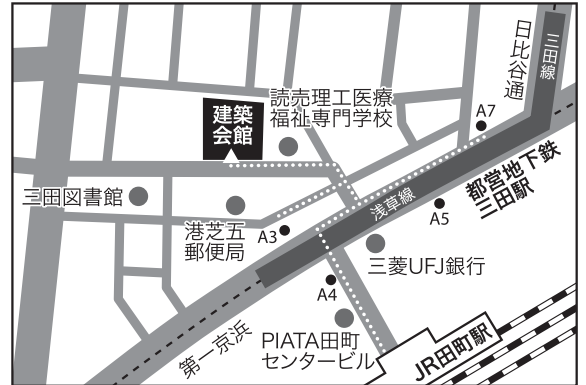 日比谷通
三田線
建築
会館
読売理工医療
福祉専門学校
A7
都営地下鉄
三田駅
三田図書館
浅草線
A5
港芝五
郵便局
A3
三菱UFJ銀行
A4
第一京浜
PIATA田町
センタービル
JR田町駅